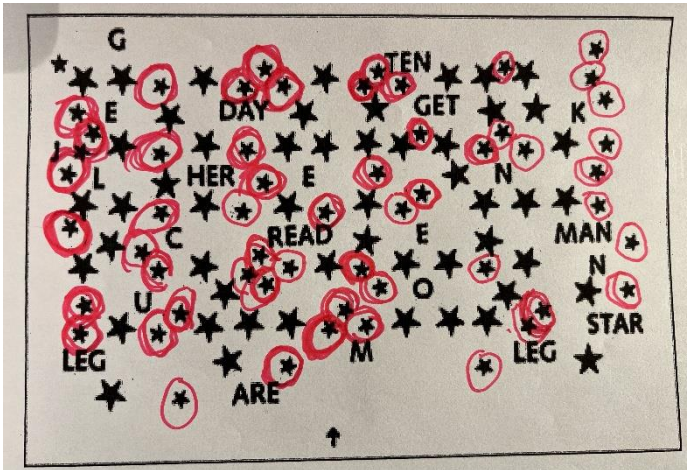 G
TEN
E DAY GET K
J
L HER E N
C READ E MAN
N
U O STAR
LEG M LEG
ARE